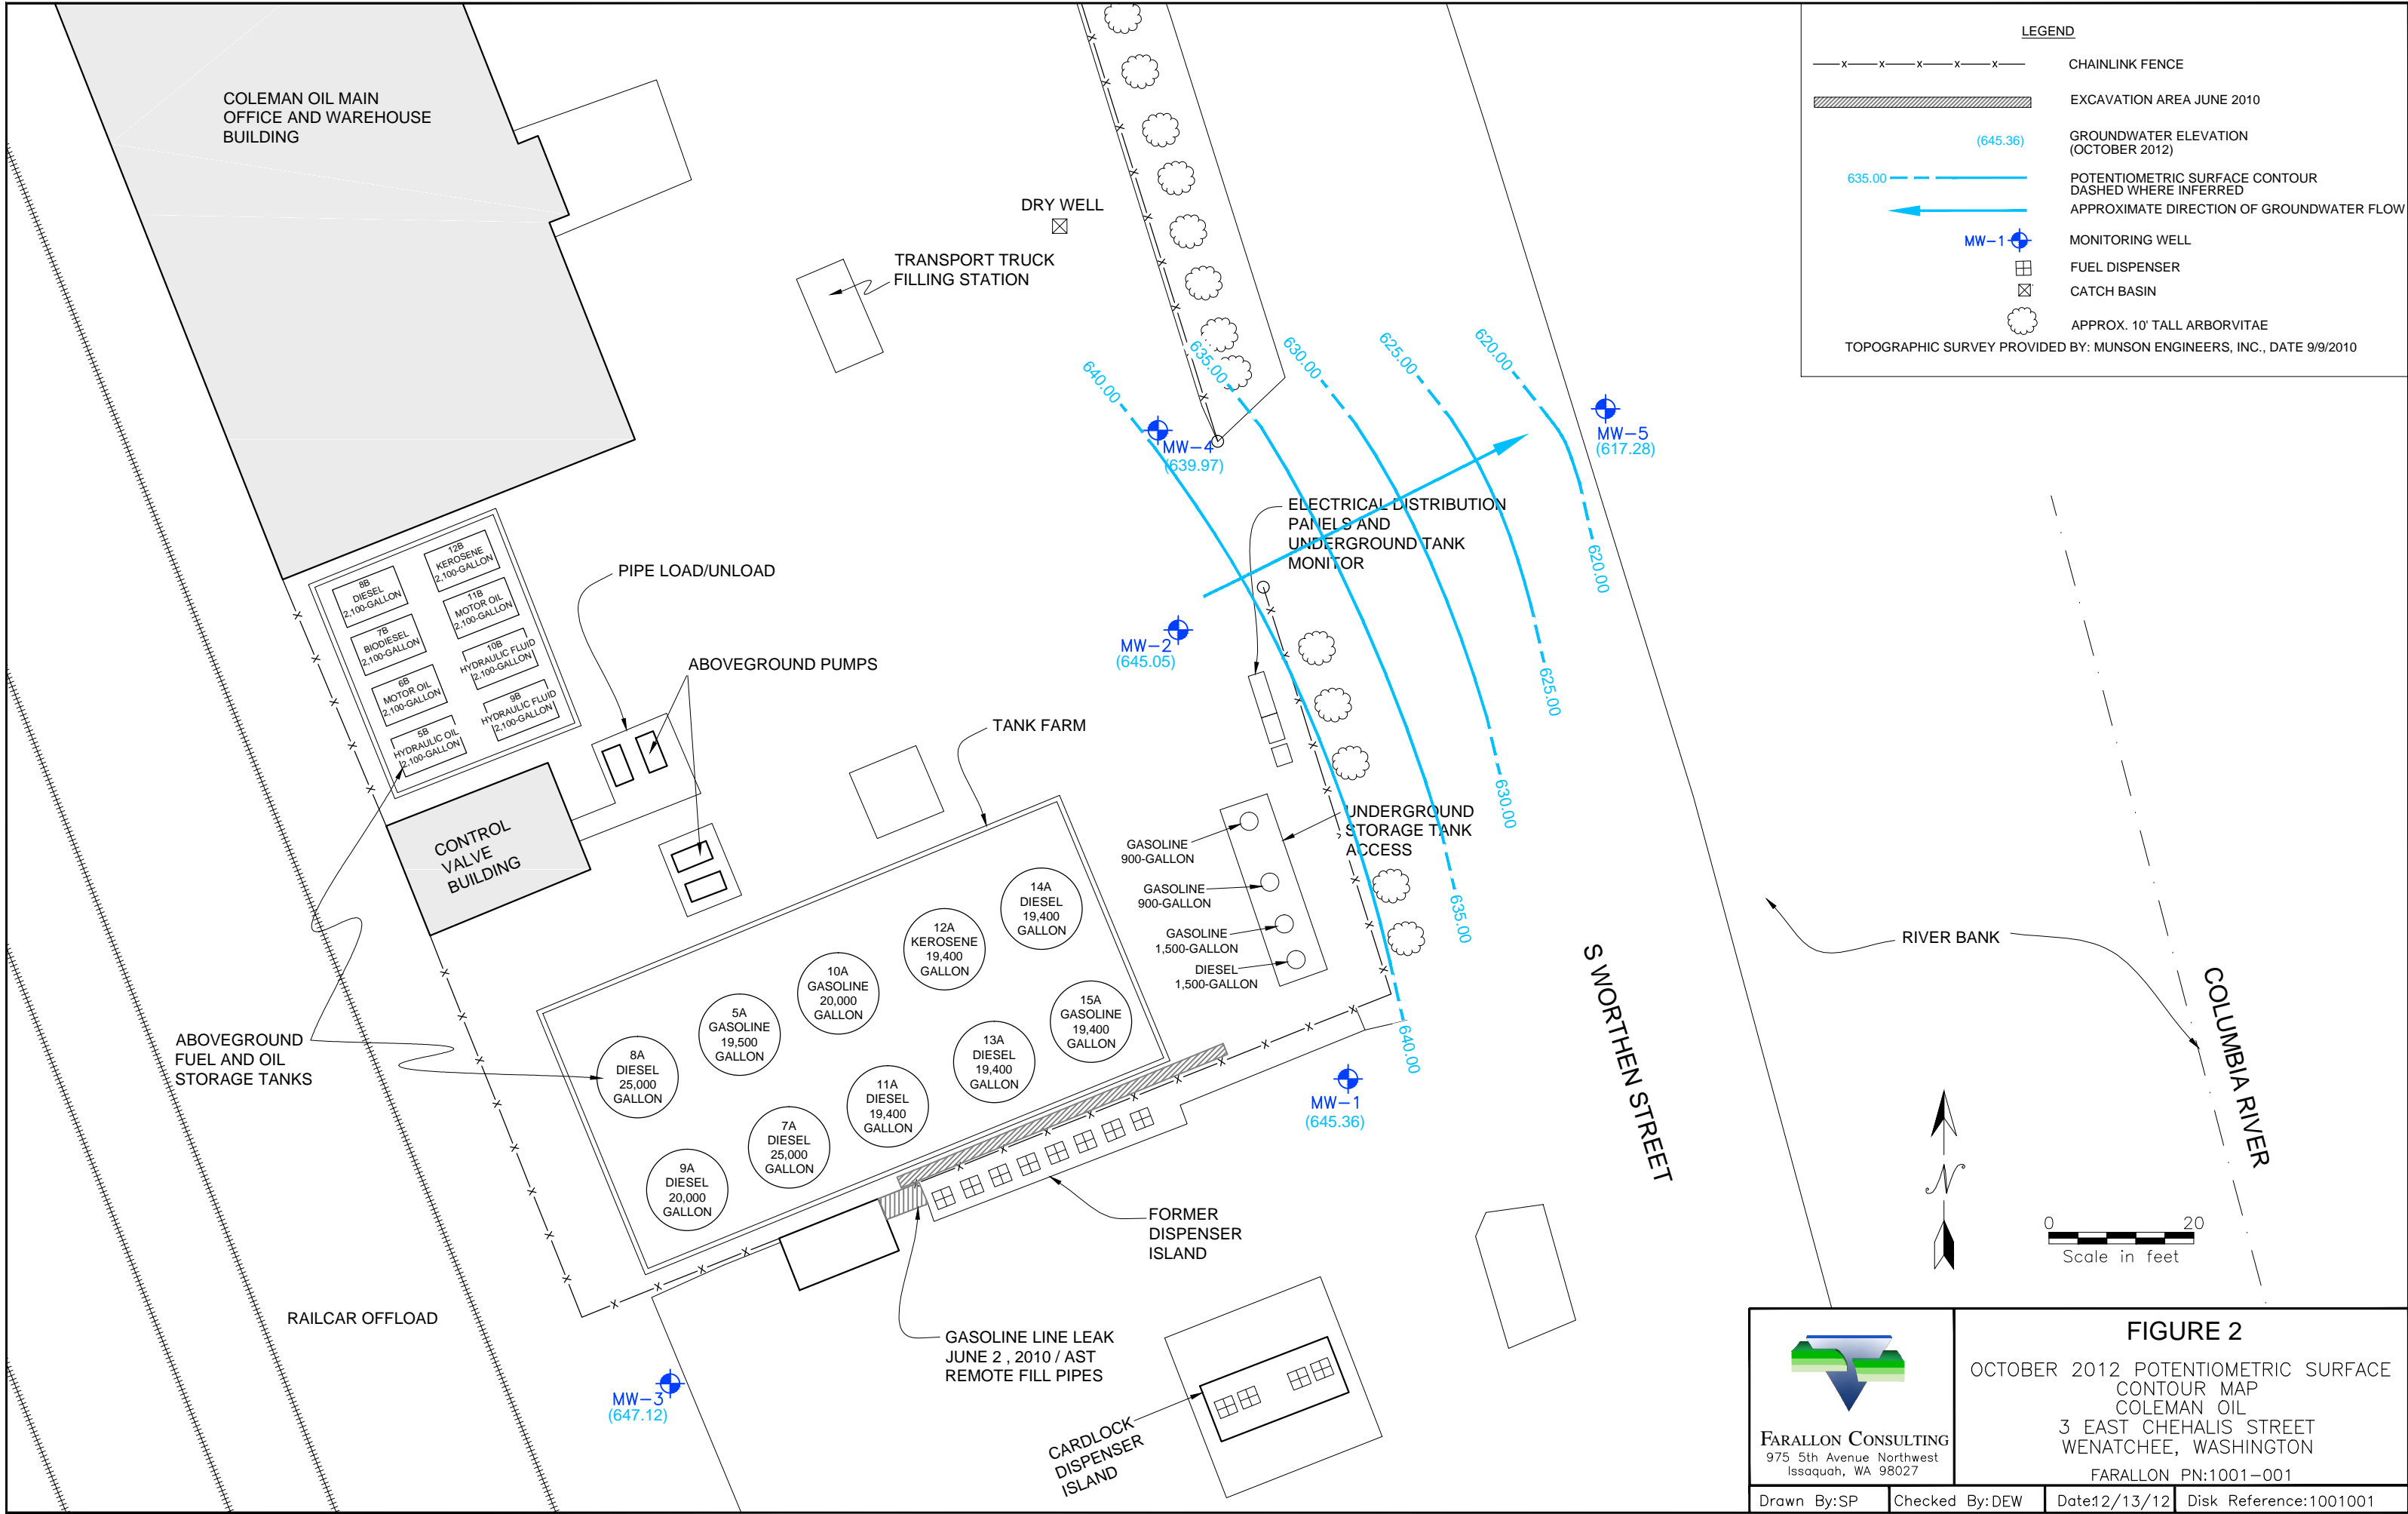 COLEMAN OIL MAIN
OFFICE AND WAREHOUSE
BUILDING
DRY WELL
TRANSPORT TRUCK
FILLING STATION
LEGEND
x x x x x
CHAINLINK FENCE
EXCAVATION AREA JUNE 2010
(645.36)
GROUNDWATER ELEVATION
(OCTOBER 2012)
635.00
POTENTIOMETRIC SURFACE CONTOUR
DASHED WHERE INFERRED
APPROXIMATE DIRECTION OF GROUNDWATER FLOW
MW-1
MONITORING WELL
FUEL DISPENSER
CATCH BASIN
APPROX. 10' TALL ARBORVITAE
TOPOGRAPHIC SURVEY PROVIDED BY: MUNSON ENGINEERS, INC., DATE 9/9/2010
640.00
635.00
630.00
625.00
620.00
MW-4
(639.97)
MW-5
(617.28)
ELECTRICAL DISTRIBUTION
PANELS AND
UNDERGROUND TANK
MONITOR
620.00
625.00
630.00
635.00
640.00
MW-2
(645.05)
PIPE LOAD/UNLOAD
ABOVEGROUND PUMPS
TANK FARM
8B
DIESEL
2,100-GALLON
12B
KEROSENE
2,100-GALLON
7B
BIODIESEL
2,100-GALLON
11B
MOTOR OIL
2,100-GALLON
6B
MOTOR OIL
2,100-GALLON
10B
HYDRAULIC FLUID
2,100-GALLON
5B
HYDRAULIC OIL
2,100-GALLON
9B
HYDRAULIC FLUID
2,100-GALLON
CONTROL
VALVE
BUILDING
UNDERGROUND
STORAGE TANK
ACCESS
GASOLINE
900-GALLON
GASOLINE
900-GALLON
GASOLINE
1,500-GALLON
DIESEL
1,500-GALLON
14A
DIESEL
19,400
GALLON
12A
KEROSENE
19,400
GALLON
10A
GASOLINE
20,000
GALLON
5A
GASOLINE
19,500
GALLON
8A
DIESEL
25,000
GALLON
15A
GASOLINE
19,400
GALLON
13A
DIESEL
19,400
GALLON
11A
DIESEL
19,400
GALLON
7A
DIESEL
25,000
GALLON
9A
DIESEL
20,000
GALLON
ABOVEGROUND
FUEL AND OIL
STORAGE TANKS
MW-1
(645.36)
FORMER
DISPENSER
ISLAND
RAILCAR OFFLOAD
GASOLINE LINE LEAK
JUNE 2 , 2010 / AST
REMOTE FILL PIPES
MW-3
(647.12)
CARDLOCK
DISPENSER
ISLAND
S WORTHEN STREET
RIVER BANK
COLUMBIA RIVER
N
0 20
Scale in feet
FARALLON CONSULTING
975 5th Avenue Northwest
Issaquah, WA 98027
FIGURE 2
OCTOBER 2012 POTENTIOMETRIC SURFACE
CONTOUR MAP
COLEMAN OIL
3 EAST CHEHALIS STREET
WENATCHEE, WASHINGTON
FARALLON PN:1001-001
Drawn By:SP
Checked By:DEW
Date:12/13/12
Disk Reference:1001001